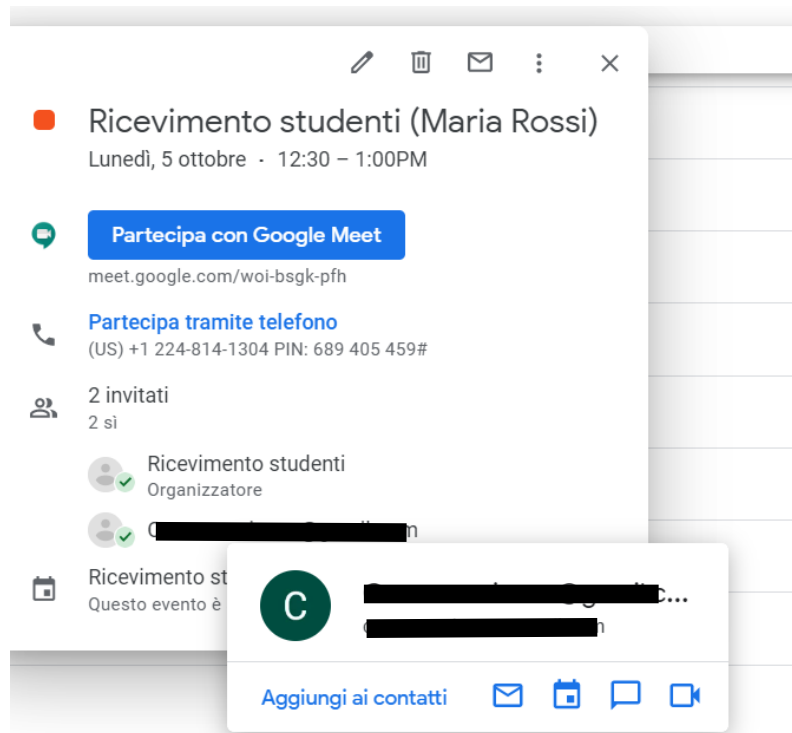 Ricevimento studenti (Maria Rossi)
Lunedì, 5 ottobre · 12:30 – 1:00PM
Partecipa con Google Meet
meet.google.com/woi-bsgk-pfh
Partecipa tramite telefono
(US) +1 224-814-1304 PIN: 689 405 459#
2 invitati
2 sì
Ricevimento studenti
Organizzatore
Ricevimento st
Questo evento è
C
Aggiungi ai contatti